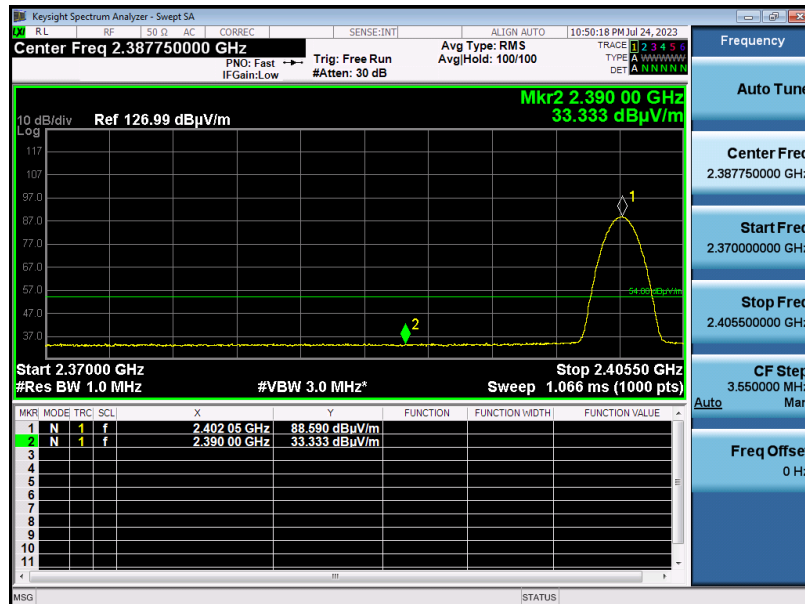 Keysight Spectrum Analyzer - Swept SA
LXI RL RF 50 Ω AC CORREC SENSE:INT ALIGN AUTO 10:50:18 PM Jul 24, 2023
Center Freq 2.387750000 GHz
PNO: Fast
IFGain:Low
Trig: Free Run
#Atten: 30 dB
Avg Type: RMS
Avg|Hold: 100/100
TRACE 1 2 3 4 5 6
TYPE A WWWWW
DET A N N N N N
Mkr2 2.390 00 GHz
33.333 dBµV/m
10 dB/div Ref 126.99 dBµV/m
Log
117
107
97.0
87.0
77.0
67.0
57.0
47.0
37.0
1
2
54.00 dBµV/m
Start 2.37000 GHz Stop 2.40550 GHz
#Res BW 1.0 MHz #VBW 3.0 MHz* Sweep 1.066 ms (1000 pts)
MKR MODE TRC SCL X Y FUNCTION FUNCTION WIDTH FUNCTION VALUE
1 N 1 f 2.402 05 GHz 88.590 dBµV/m
2 N 1 f 2.390 00 GHz 33.333 dBµV/m
3
4
5
6
7
8
9
10
11
MSG STATUS
Frequency
Auto Tune
Center Freq
2.387750000 GHz
Start Freq
2.370000000 GHz
Stop Freq
2.405500000 GHz
CF Step
3.550000 MHz
Auto Man
Freq Offset
0 Hz